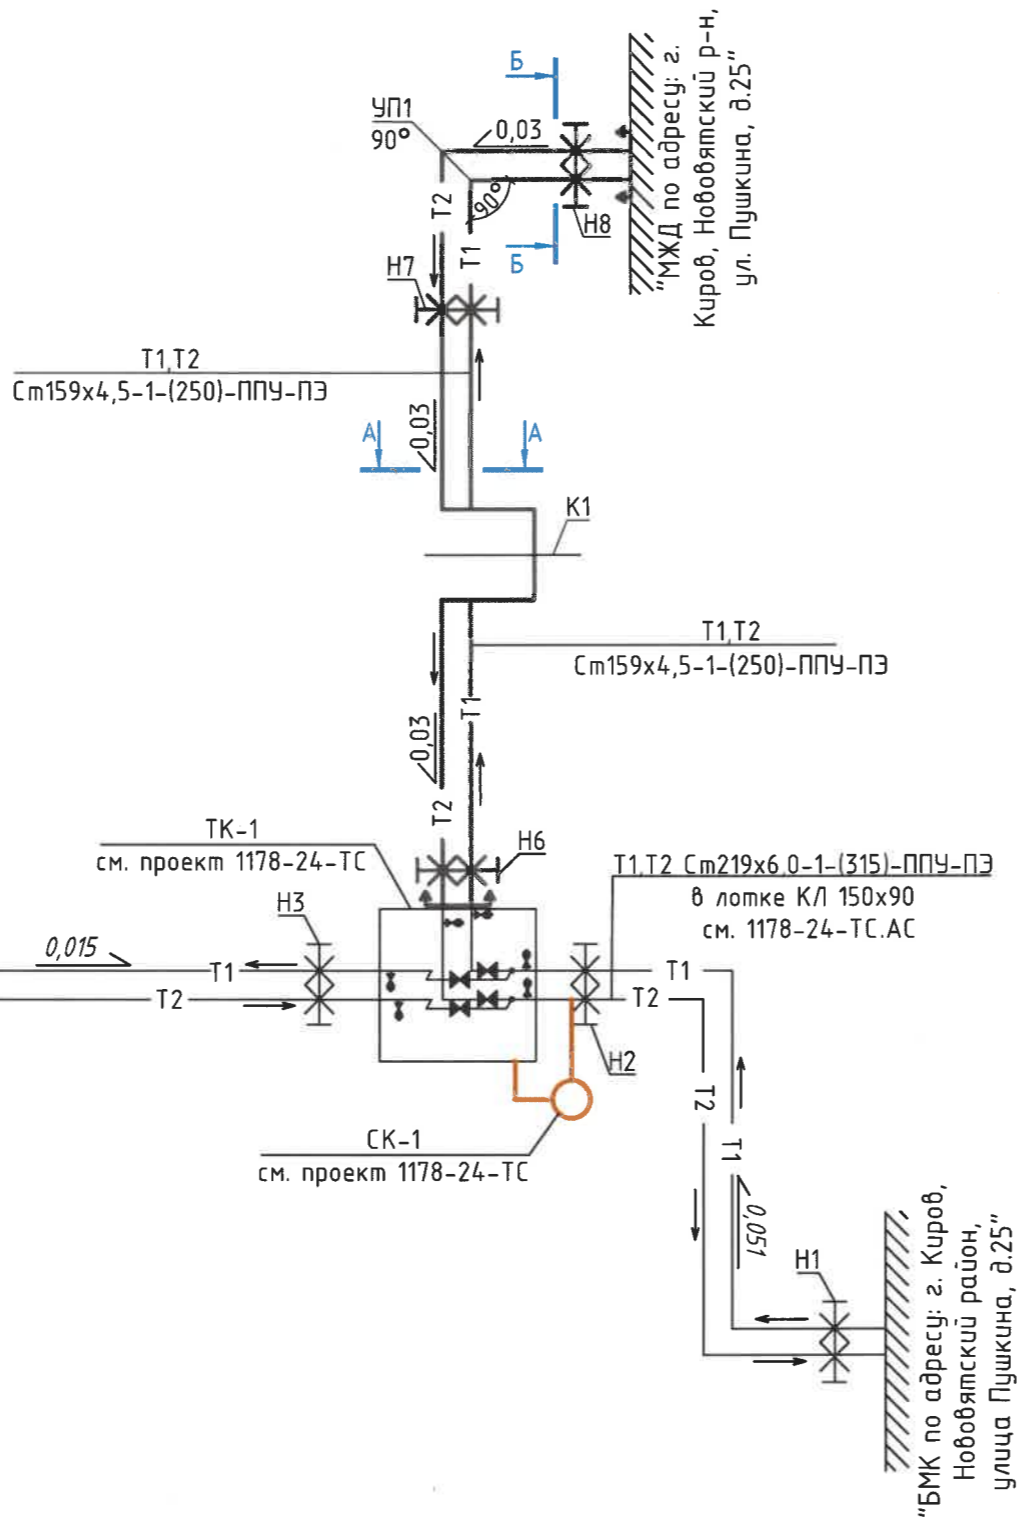 Б
УП1
90°
0,03
"МЖД по адресу: г.
Киров, Нововятский р-н,
ул. Пушкина, д.25"
Т2
90°
Т1
Н8
Б
Н7
Т1,Т2
Ст159х4,5-1-(250)-ППУ-ПЭ
А
0,03
А
К1
Т1,Т2
Ст159х4,5-1-(250)-ППУ-ПЭ
Т1
0,03
Т2
ТК-1
см. проект 1178-24-ТС
Н6
Т1,Т2 Ст219х6,0-1-(315)-ППУ-ПЭ
в лотке КЛ 150х90
см. 1178-24-ТС.АС
Н3
0,015
Т1
Т2
Т1
Т2
Н2
Т2
СК-1
см. проект 1178-24-ТС
Т1
0,051
Н1
"БМК по адресу: г. Киров,
Нововятский район,
улица Пушкина, д.25"